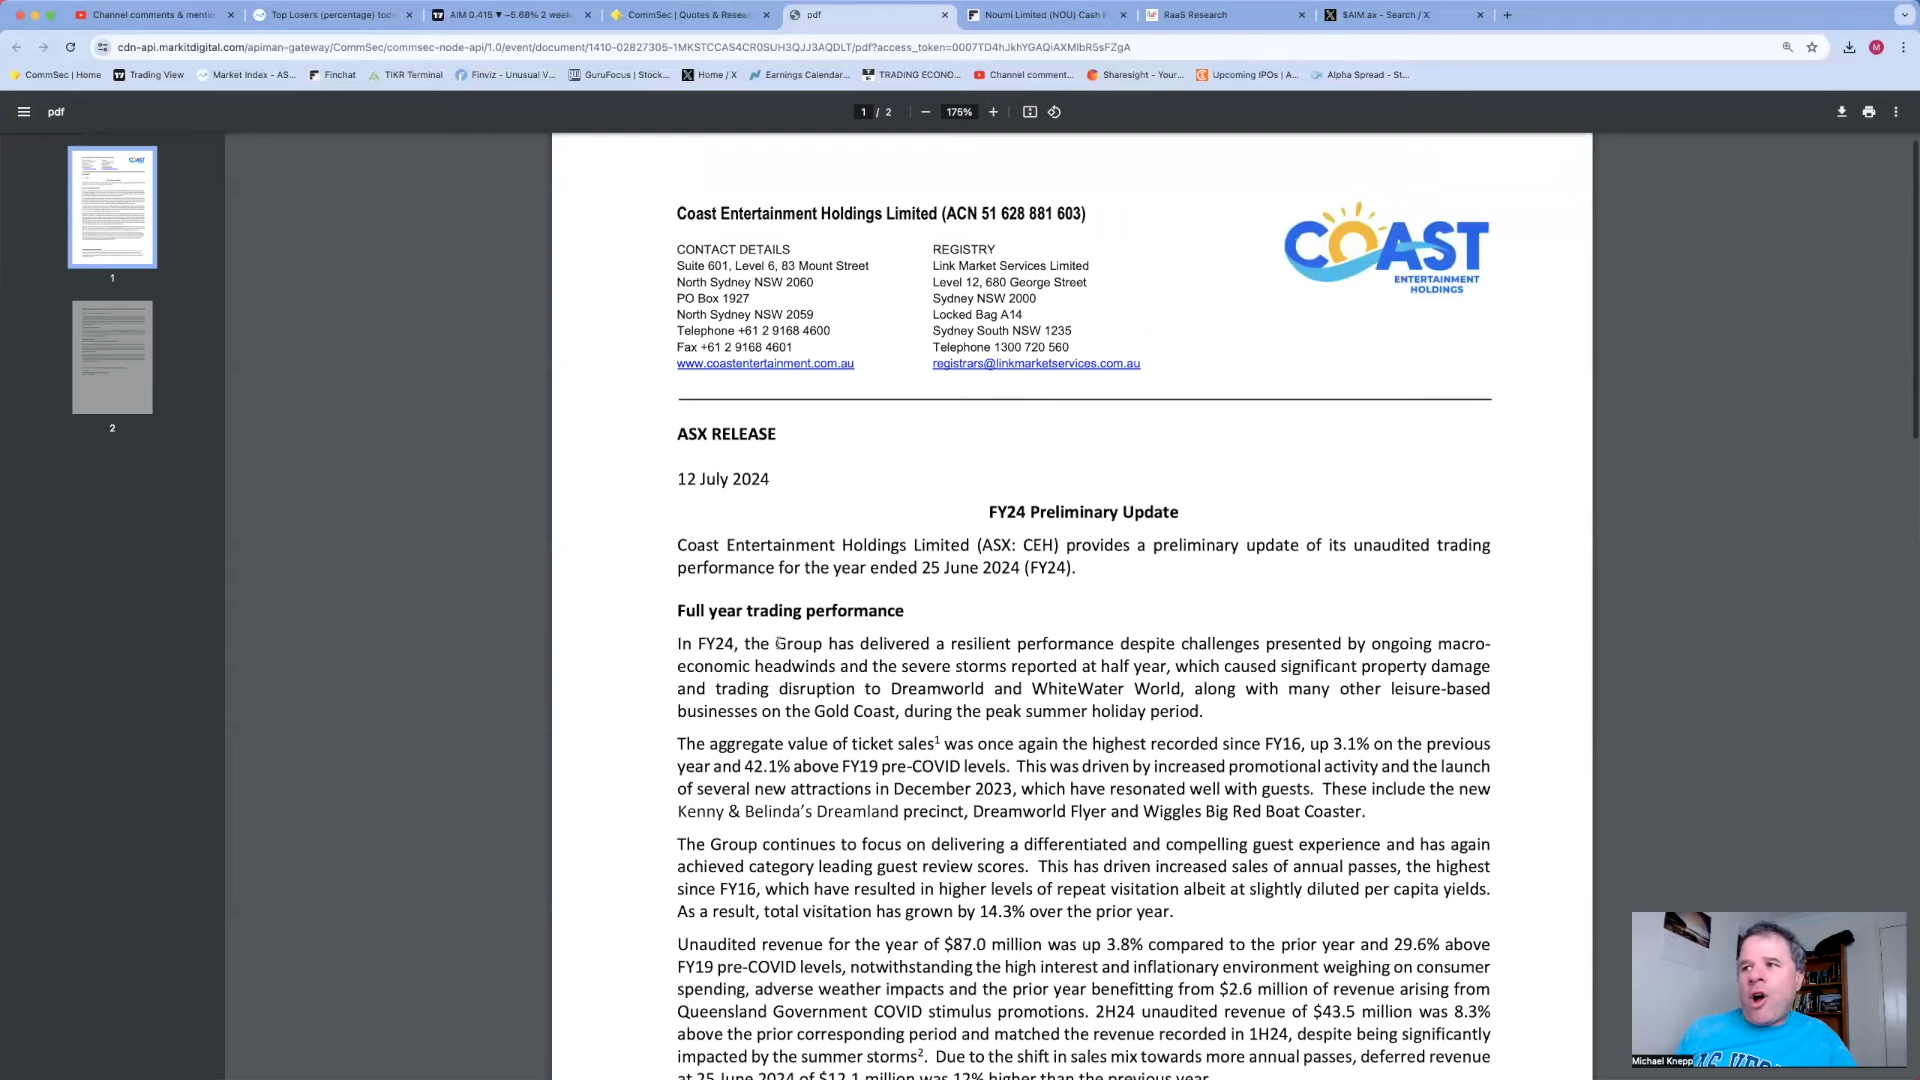 Channel comments & mentio
Top Losers (percentage) tod
AIM 0.415 ▼ −5.68% 2 week
CommSec | Quotes & Resea
pdf
Noumi Limited (NOU) Cash F
RaaS Research
$AIM.ax - Search / X
cdn-api.markitdigital.com/apiman-gateway/CommSec/commsec-node-api/1.0/event/document/1410-02827305-1MKSTCCAS4CR0SUH3QJJ3AQDLT/pdf?access_token=0007TD4hJkhYGAQiAXMIbR5sFZgA
M
CommSec | Home
Trading View
Market Index - AS...
Finchat
TIKR Terminal
Finviz - Unusual V...
GuruFocus | Stock...
Home / X
Earnings Calendar...
TRADING ECONO...
Channel comment...
Sharesight - Your...
Upcoming IPOs | A...
Alpha Spread - St...
pdf
1 / 2
175%
1
2
Coast Entertainment Holdings Limited (ACN 51 628 881 603)
COAST
ENTERTAINMENT
HOLDINGS
CONTACT DETAILS
Suite 601, Level 6, 83 Mount Street
North Sydney NSW 2060
PO Box 1927
North Sydney NSW 2059
Telephone +61 2 9168 4600
Fax +61 2 9168 4601
www.coastentertainment.com.au
REGISTRY
Link Market Services Limited
Level 12, 680 George Street
Sydney NSW 2000
Locked Bag A14
Sydney South NSW 1235
Telephone 1300 720 560
registrars@linkmarketservices.com.au
ASX RELEASE
12 July 2024
FY24 Preliminary Update
Coast Entertainment Holdings Limited (ASX: CEH) provides a preliminary update of its unaudited trading
performance for the year ended 25 June 2024 (FY24).
Full year trading performance
In FY24, the Group has delivered a resilient performance despite challenges presented by ongoing macro-
economic headwinds and the severe storms reported at half year, which caused significant property damage
and trading disruption to Dreamworld and WhiteWater World, along with many other leisure-based
businesses on the Gold Coast, during the peak summer holiday period.
The aggregate value of ticket sales¹ was once again the highest recorded since FY16, up 3.1% on the previous
year and 42.1% above FY19 pre-COVID levels. This was driven by increased promotional activity and the launch
of several new attractions in December 2023, which have resonated well with guests. These include the new
Kenny & Belinda's Dreamland precinct, Dreamworld Flyer and Wiggles Big Red Boat Coaster.
The Group continues to focus on delivering a differentiated and compelling guest experience and has again
achieved category leading guest review scores. This has driven increased sales of annual passes, the highest
since FY16, which have resulted in higher levels of repeat visitation albeit at slightly diluted per capita yields.
As a result, total visitation has grown by 14.3% over the prior year.
Unaudited revenue for the year of $87.0 million was up 3.8% compared to the prior year and 29.6% above
FY19 pre-COVID levels, notwithstanding the high interest and inflationary environment weighing on consumer
spending, adverse weather impacts and the prior year benefitting from $2.6 million of revenue arising from
Queensland Government COVID stimulus promotions. 2H24 unaudited revenue of $43.5 million was 8.3%
above the prior corresponding period and matched the revenue recorded in 1H24, despite being significantly
impacted by the summer storms². Due to the shift in sales mix towards more annual passes, deferred revenue
at 25 June 2024 of $12.1 million was 12% higher than the previous year.
Michael Knepp